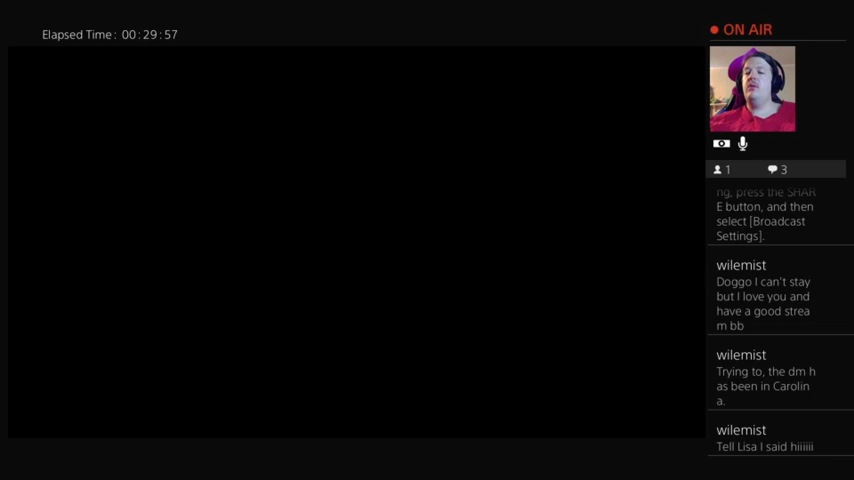 Elapsed Time: 00:29:57
ON AIR
1
3
ng, press the SHAR
E button, and then
select [Broadcast
Settings].
wilemist
Doggo I can't stay
but I love you and
have a good strea
m bb
wilemist
Trying to, the dm h
as been in Carolin
a.
wilemist
Tell Lisa I said hiiiiii